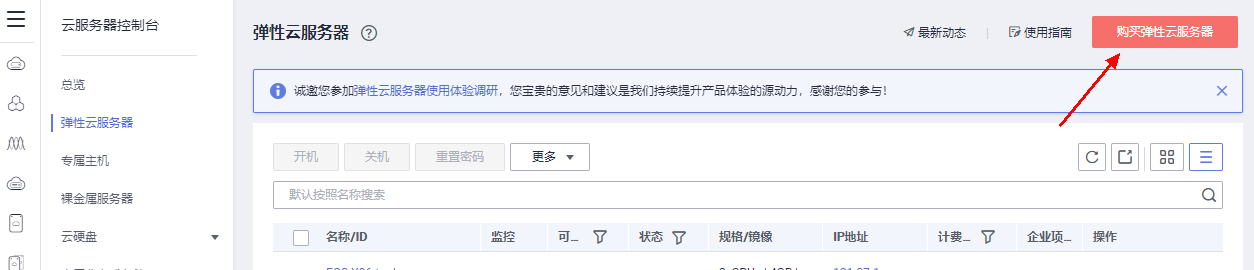 云服务器控制台
总览
弹性云服务器
专属主机
裸金属服务器
云硬盘
弹性云服务器
最新动态
使用指南
购买弹性云服务器
诚邀您参加弹性云服务器使用体验调研，您宝贵的意见和建议是我们持续提升产品体验的源动力，感谢您的参与！
开机 关机 重置密码 更多
默认按照名称搜索
名称/ID 监控 可... 状态 规格/镜像 IP地址 计费... 企业项... 操作